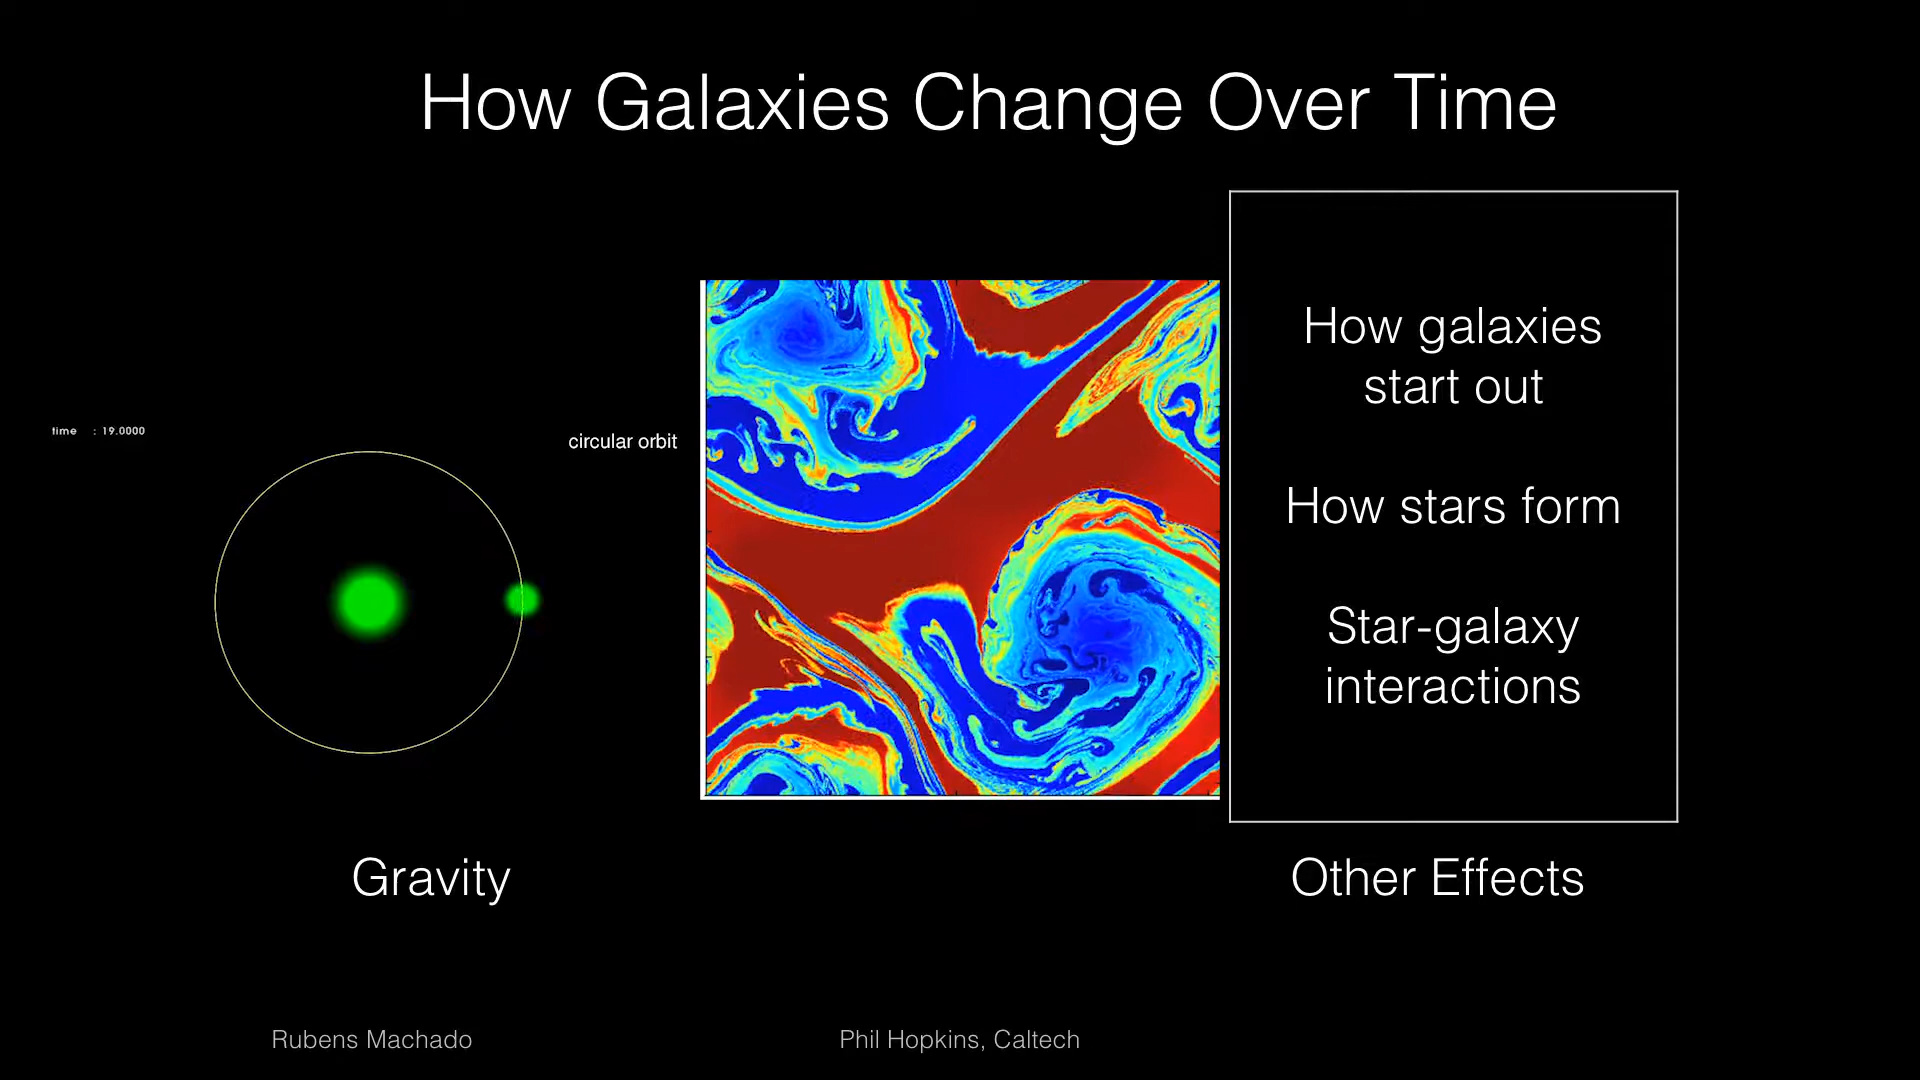 How Galaxies Change Over Time
time : 19.0000
circular orbit
How galaxies
start out
How stars form
Star-galaxy
interactions
Gravity
Other Effects
Rubens Machado
Phil Hopkins, Caltech